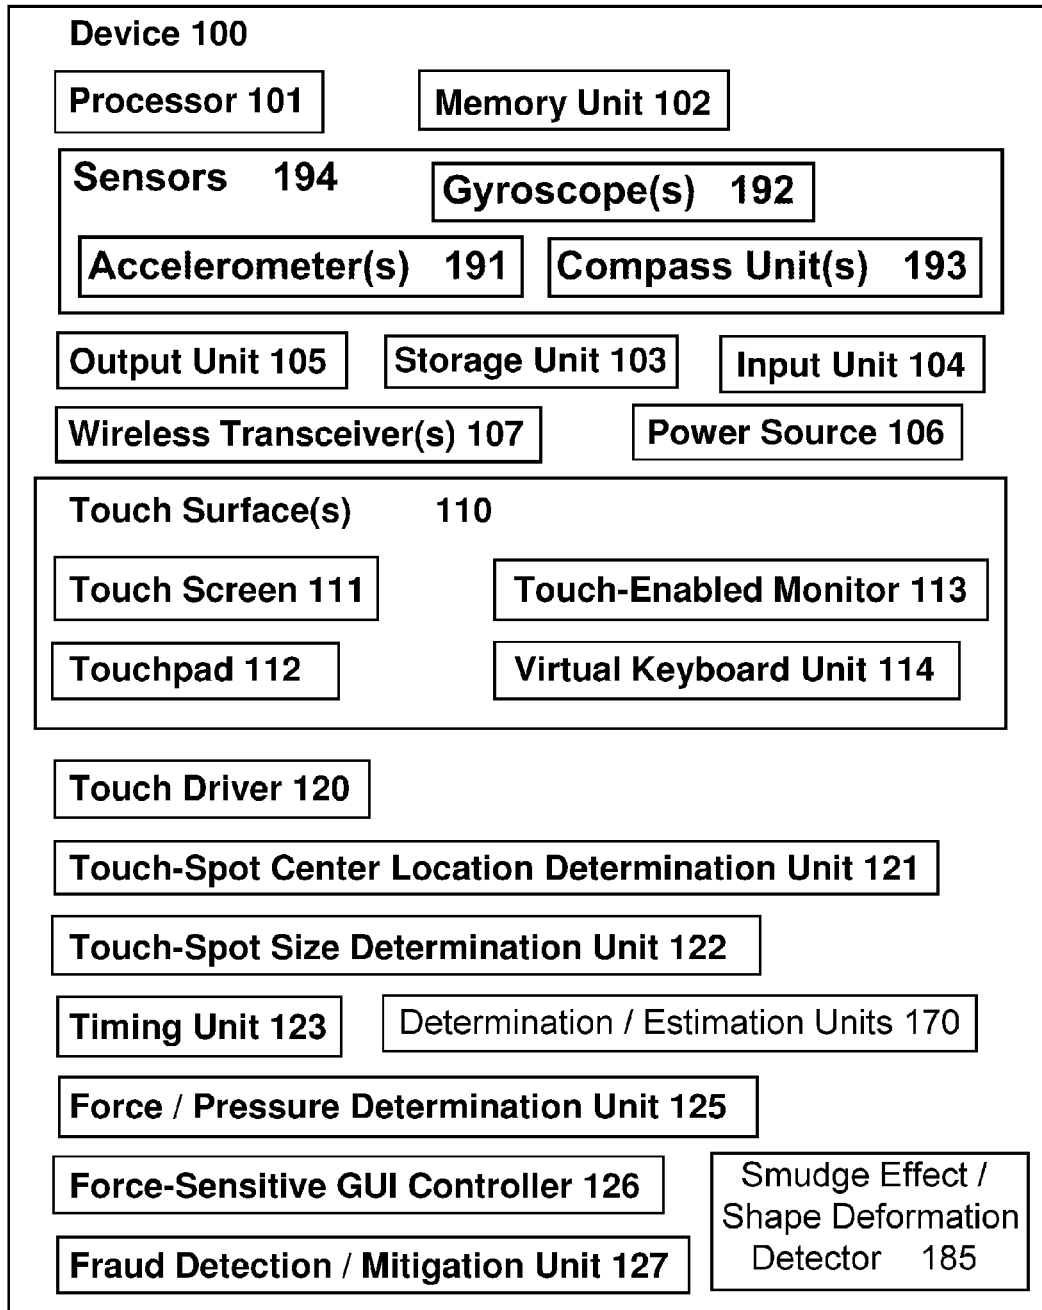 Device 100
Processor 101
Memory Unit 102
Sensors 194
Gyroscope(s) 192
Accelerometer(s) 191
Compass Unit(s) 193
Output Unit 105
Storage Unit 103
Input Unit 104
Wireless Transceiver(s) 107
Power Source 106
Touch Surface(s) 110
Touch Screen 111
Touch-Enabled Monitor 113
Touchpad 112
Virtual Keyboard Unit 114
Touch Driver 120
Touch-Spot Center Location Determination Unit 121
Touch-Spot Size Determination Unit 122
Timing Unit 123
Determination / Estimation Units 170
Force / Pressure Determination Unit 125
Force-Sensitive GUI Controller 126
Smudge Effect /
Shape Deformation
Detector 185
Fraud Detection / Mitigation Unit 127